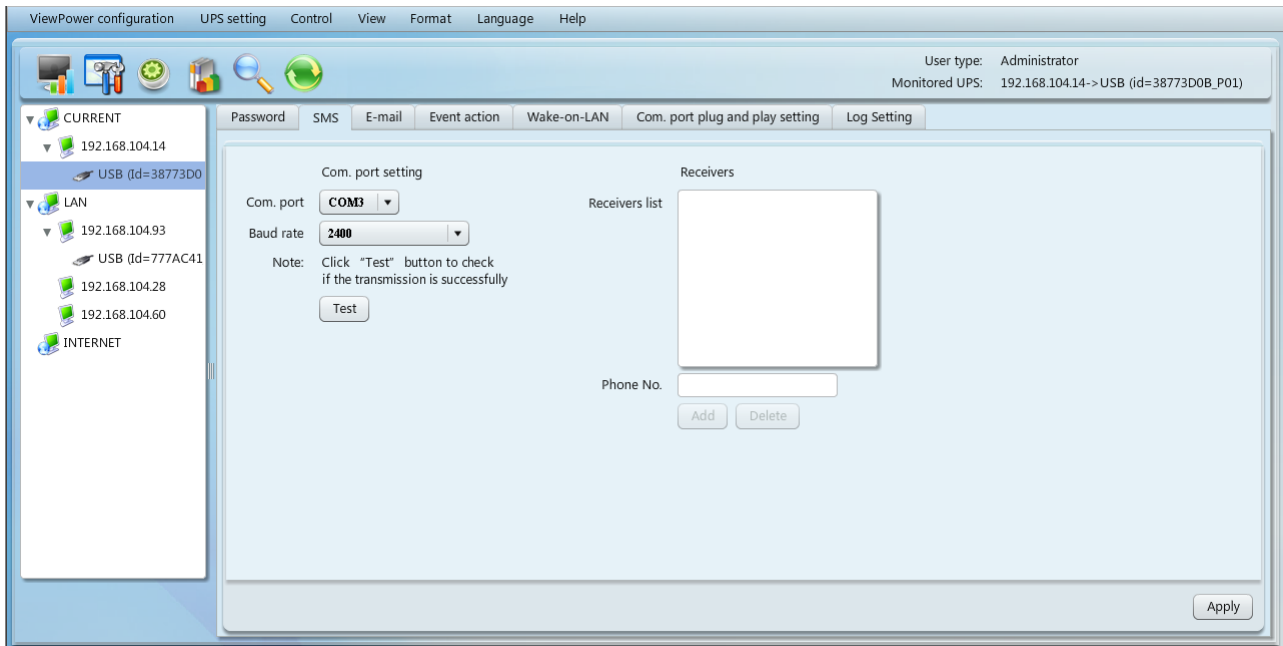 ViewPower configuration UPS setting Control View Format Language Help
User type: Administrator
Monitored UPS: 192.168.104.14->USB (id=38773D0B_P01)
CURRENT
192.168.104.14
USB (Id=38773D0
LAN
192.168.104.93
USB (Id=777AC41
192.168.104.28
192.168.104.60
INTERNET
Password SMS E-mail Event action Wake-on-LAN Com. port plug and play setting Log Setting
Com. port setting
Com. port COM3
Baud rate 2400
Note: Click “Test” button to check
if the transmission is successfully
Test
Receivers
Receivers list
Phone No.
Add Delete
Apply